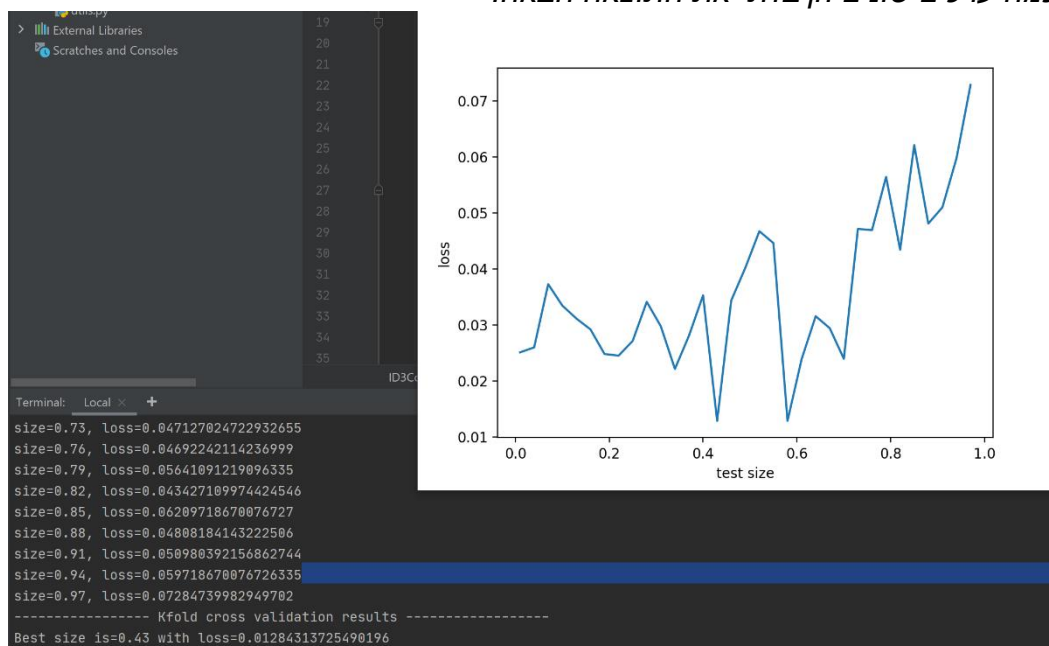 utils.py
External Libraries
Scratches and Consoles
19
20
21
22
23
24
25
26
27
28
29
30
31
32
33
34
35
ID3Co
0.07
0.06
0.05
0.04
0.03
0.02
0.01
loss
0.0 0.2 0.4 0.6 0.8 1.0
test size
Terminal: Local × +
size=0.73, loss=0.047127024722932655
size=0.76, loss=0.04692242114236999
size=0.79, loss=0.05641091219096335
size=0.82, loss=0.043427109974424546
size=0.85, loss=0.06209718670076727
size=0.88, loss=0.04808184143222506
size=0.91, loss=0.050980392156862744
size=0.94, loss=0.059718670076726335
size=0.97, loss=0.07284739982949702
----------------- Kfold cross validation results ------------------
Best size is=0.43 with loss=0.01284313725490196